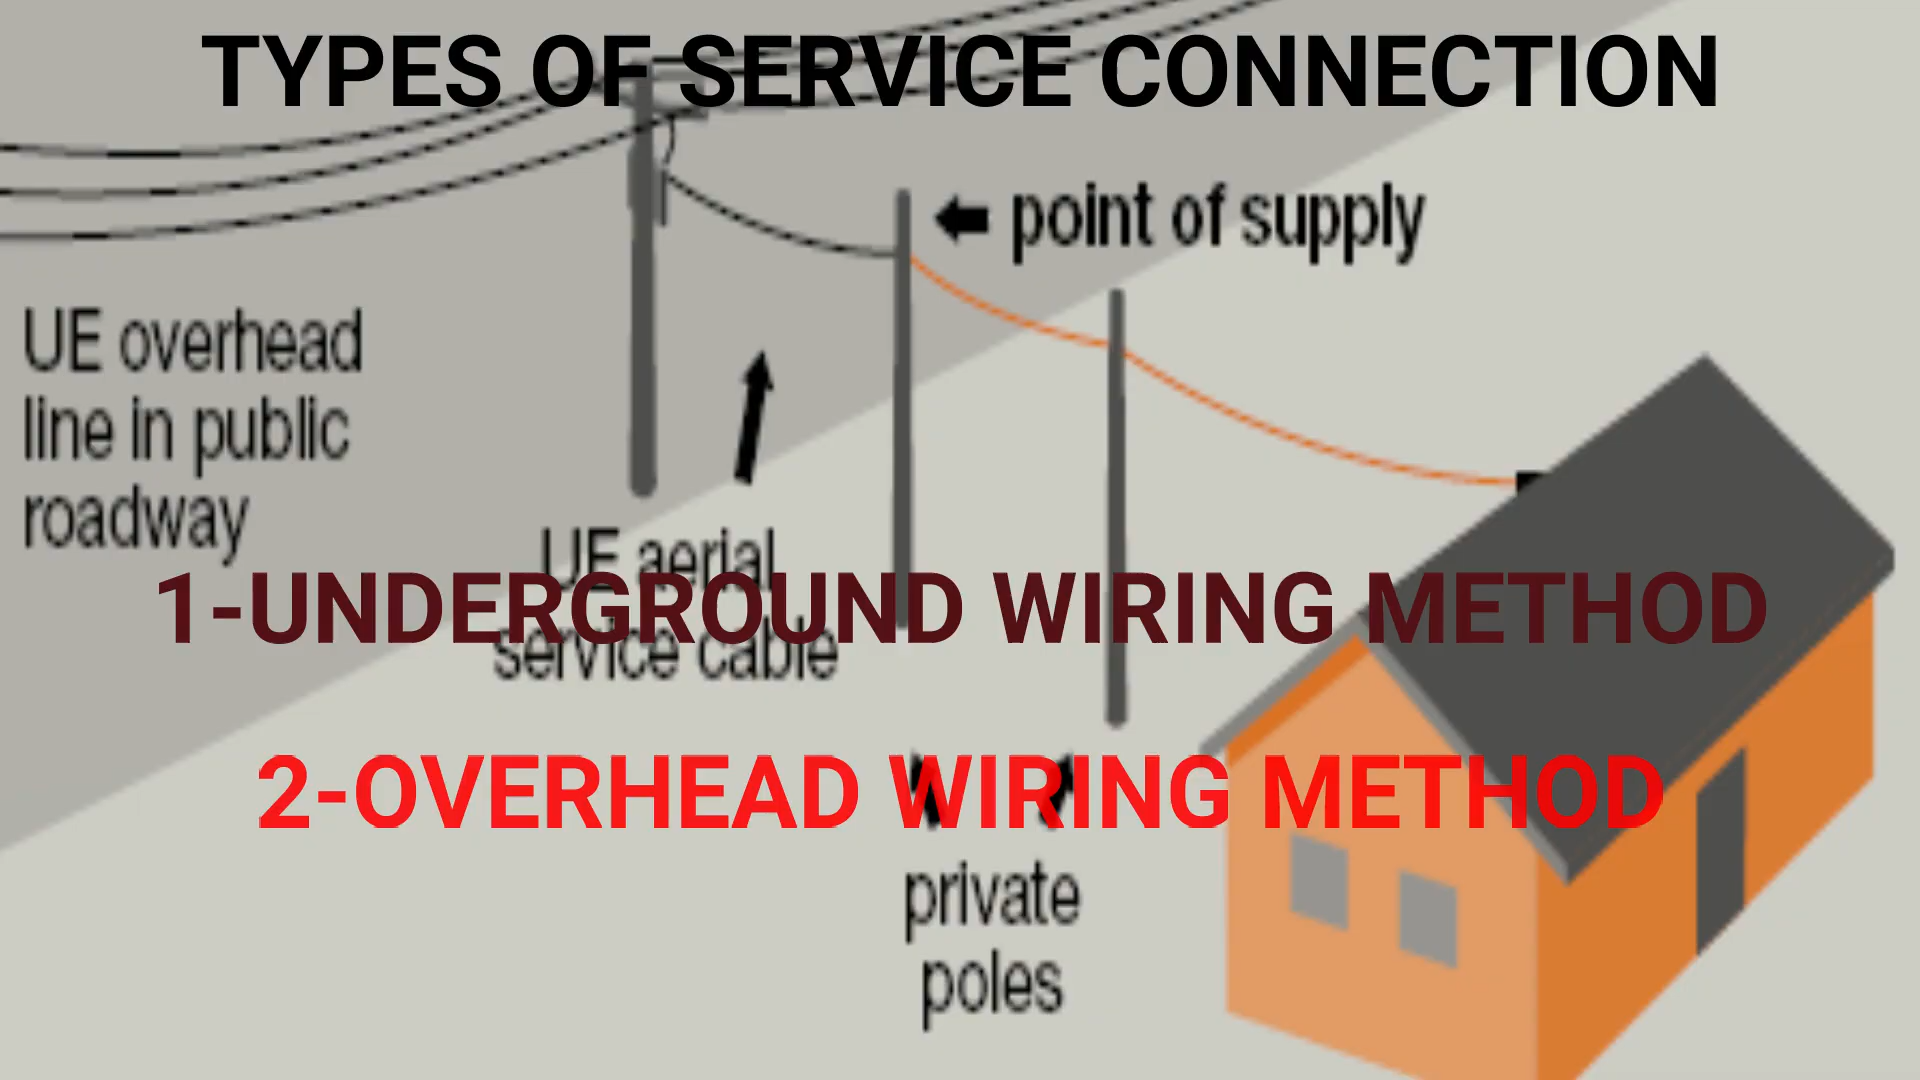 TYPES OF SERVICE CONNECTION
point of supply
UE overhead
line in public
roadway
UE aerial
service cable
1-UNDERGROUND WIRING METHOD
2-OVERHEAD WIRING METHOD
private
poles